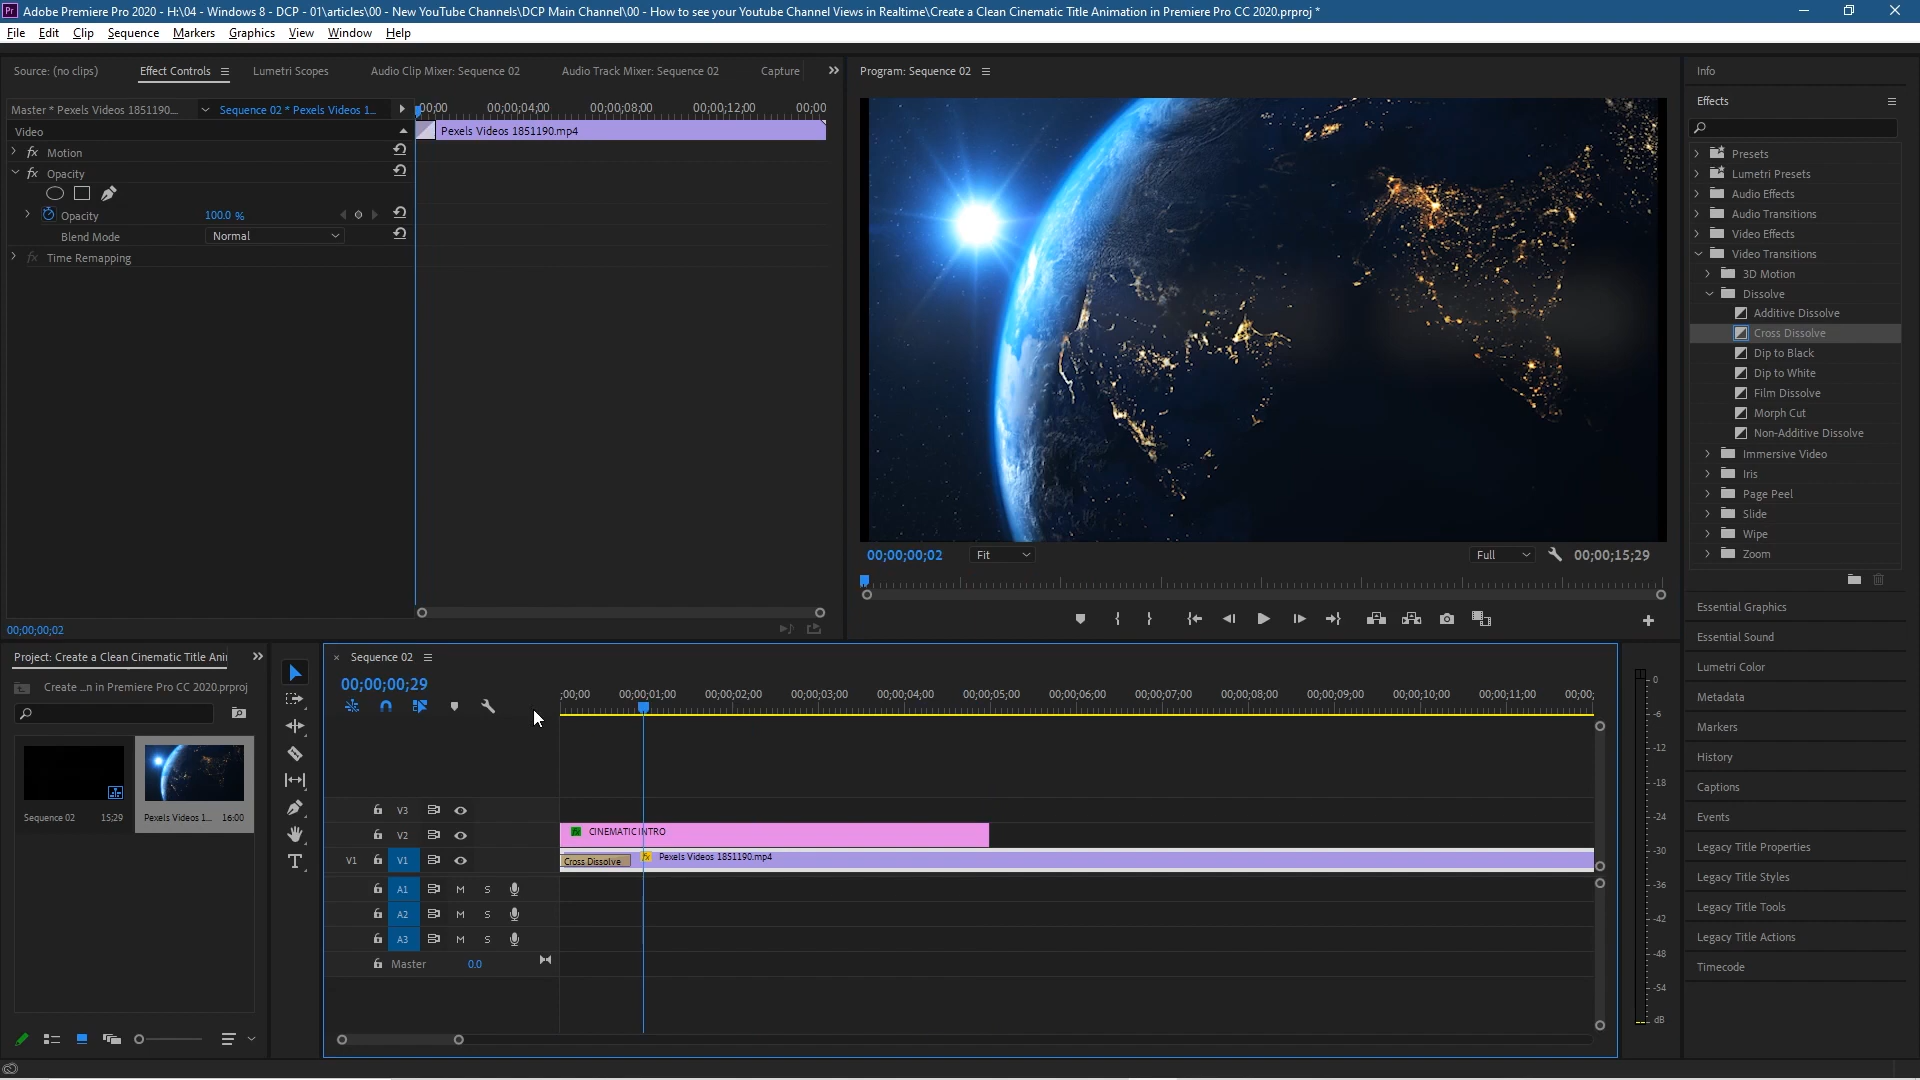 Pr Adobe Premiere Pro 2020 - H:\04 - Windows 8 - DCP - 01\articles\00 - New YouTube Channels\DCP Main Channel\00 - How to see your Youtube Channel Views in Realtime\Create a Clean Cinematic Title Animation in Premiere Pro CC 2020.prproj *
File Edit Clip Sequence Markers Graphics View Window Help
Source: (no clips) Effect Controls Lumetri Scopes Audio Clip Mixer: Sequence 02 Audio Track Mixer: Sequence 02 Capture
Master * Pexels Videos 1851190... Sequence 02 * Pexels Videos 1...
00;00 00;00;04;00 00;00;08;00 00;00;12;00 00;00
Video
Pexels Videos 1851190.mp4
fx Motion
fx Opacity
Opacity 100.0 %
Blend Mode Normal
fx Time Remapping
00;00;00;02
Program: Sequence 02
00;00;00;02 Fit Full 00;00;15;29
Info
Effects
Presets
Lumetri Presets
Audio Effects
Audio Transitions
Video Effects
Video Transitions
3D Motion
Dissolve
Additive Dissolve
Cross Dissolve
Dip to Black
Dip to White
Film Dissolve
Morph Cut
Non-Additive Dissolve
Immersive Video
Iris
Page Peel
Slide
Wipe
Zoom
Essential Graphics
Essential Sound
Lumetri Color
Metadata
Markers
History
Captions
Events
Legacy Title Properties
Legacy Title Styles
Legacy Title Tools
Legacy Title Actions
Timecode
Project: Create a Clean Cinematic Title Ani
Create ...n in Premiere Pro CC 2020.prproj
Sequence 02 15:29
Pexels Videos 1... 16:00
× Sequence 02
00;00;00;29
;00;00 00;00;01;00 00;00;02;00 00;00;03;00 00;00;04;00 00;00;05;00 00;00;06;00 00;00;07;00 00;00;08;00 00;00;09;00 00;00;10;00 00;00;11;00 00;00;
V3
V2 fx CINEMATIC INTRO
V1 V1 Cross Dissolve fx Pexels Videos 1851190.mp4
A1 M S
A2 M S
A3 M S
Master 0.0
0
-6
-12
-18
-24
-30
-36
-42
-48
-54
dB